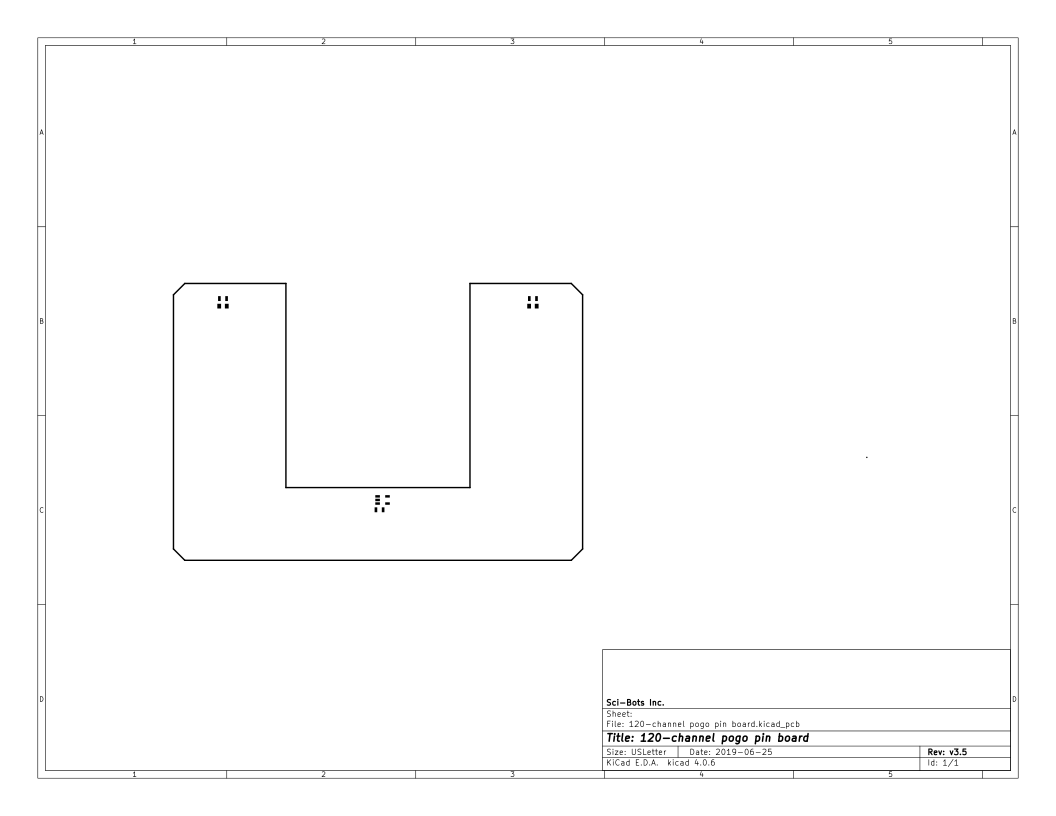 1 2 3 4 5
A A
B B
C C
D D
Sci-Bots Inc.
Sheet:
File: 120-channel pogo pin board.kicad_pcb
Title: 120-channel pogo pin board
Size: USLetter Date: 2019-06-25 Rev: v3.5
KiCad E.D.A. kicad 4.0.6 Id: 1/1
1 2 3 4 5